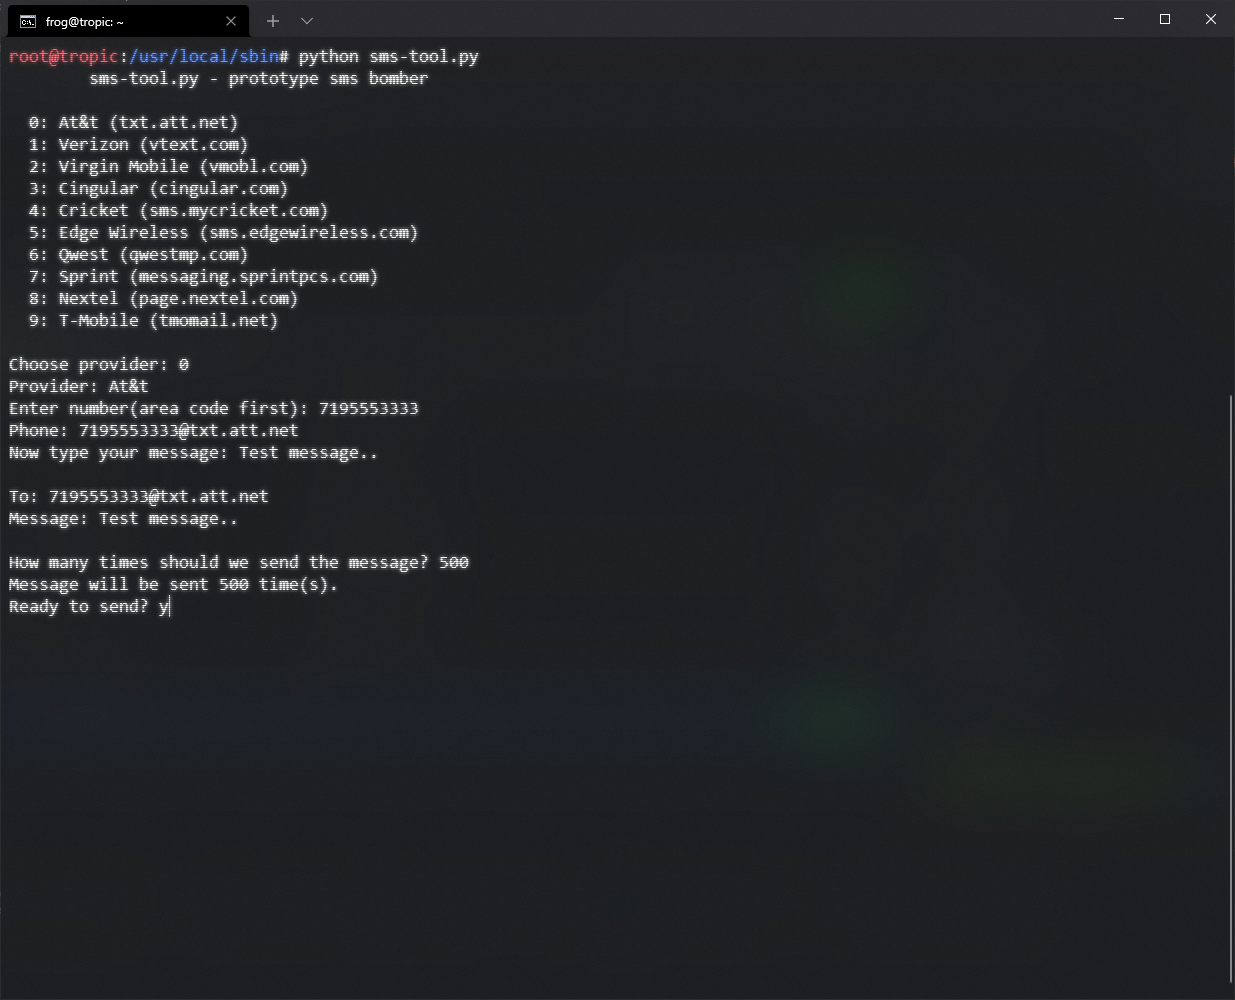 frog@tropic: ~
root@tropic:/usr/local/sbin# python sms-tool.py
sms-tool.py - prototype sms bomber
0: At&t (txt.att.net)
1: Verizon (vtext.com)
2: Virgin Mobile (vmobl.com)
3: Cingular (cingular.com)
4: Cricket (sms.mycricket.com)
5: Edge Wireless (sms.edgewireless.com)
6: Qwest (qwestmp.com)
7: Sprint (messaging.sprintpcs.com)
8: Nextel (page.nextel.com)
9: T-Mobile (tmomail.net)
Choose provider: 0
Provider: At&t
Enter number(area code first): 7195553333
Phone: 7195553333@txt.att.net
Now type your message: Test message..
To: 7195553333@txt.att.net
Message: Test message..
How many times should we send the message? 500
Message will be sent 500 time(s).
Ready to send? y